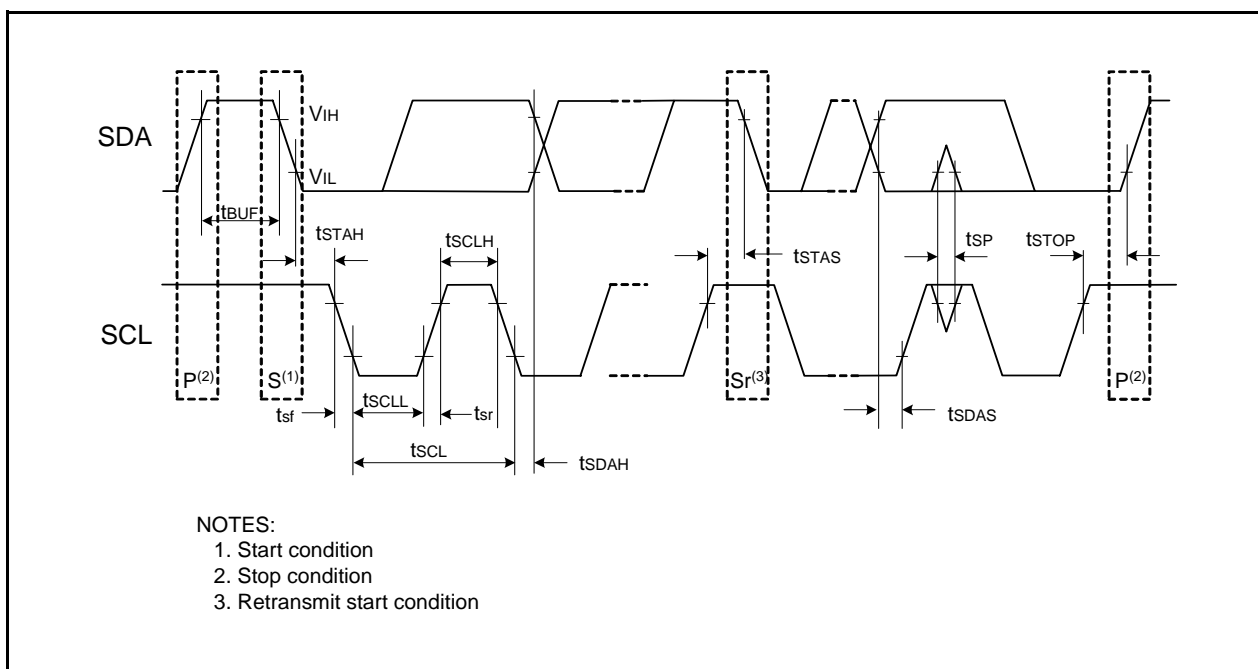 SDA
VIH
VIL
tBUF
tSTAH
tSCLH
tSTAS
tSP
tSTOP
SCL
P(2)
S(1)
Sr(3)
P(2)
tsf
tSCLL
tsr
tSDAS
tSCL
tSDAH
NOTES:
1. Start condition
2. Stop condition
3. Retransmit start condition